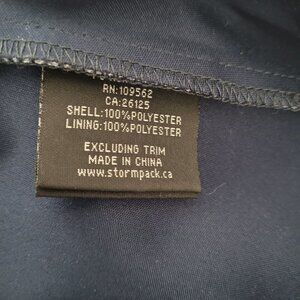 RN:109562
CA:26125
SHELL:100%POLYESTER
LINING:100%POLYESTER
EXCLUDING TRIM
MADE IN CHINA
www.stormpack.ca